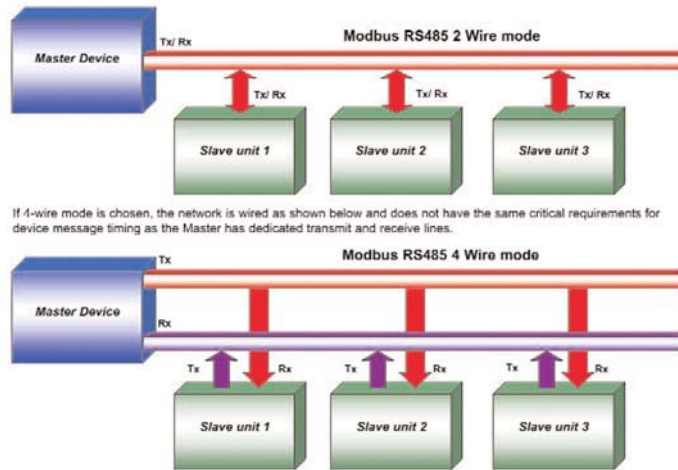 Modbus RS485 2 Wire mode
Tx/ Rx
Master Device
Tx/ Rx
Tx/ Rx
Tx/ Rx
Slave unit 1
Slave unit 2
Slave unit 3
If 4-wire mode is chosen, the network is wired as shown below and does not have the same critical requirements for
device message timing as the Master has dedicated transmit and receive lines.
Modbus RS485 4 Wire mode
Tx
Master Device
Rx
Tx
Rx
Tx
Rx
Tx
Rx
Slave unit 1
Slave unit 2
Slave unit 3